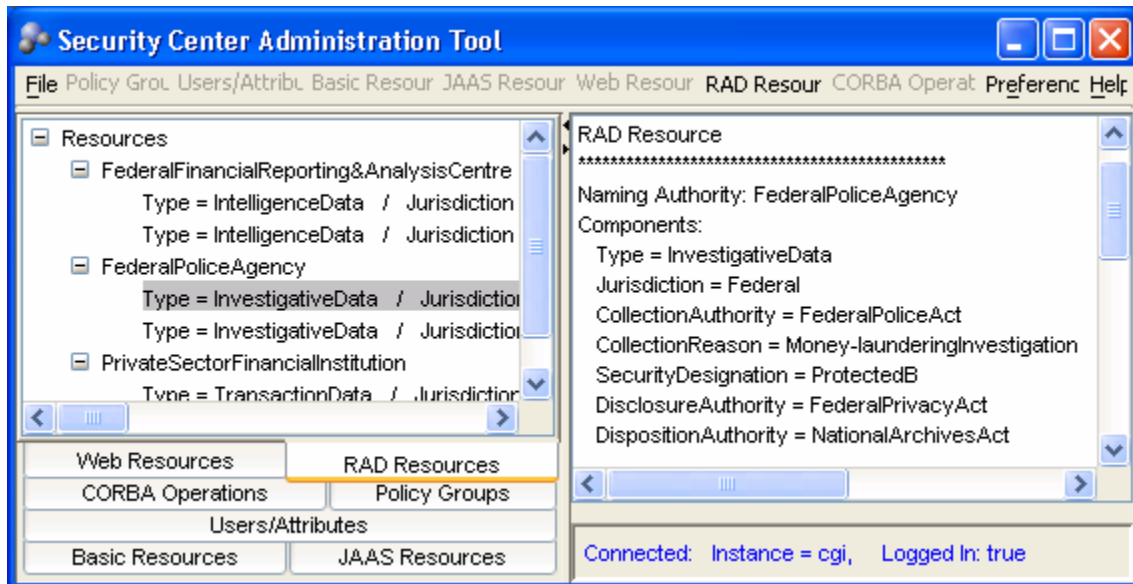 Security Center Administration Tool
File Policy Grou Users/Attribu Basic Resour JAAS Resour Web Resour RAD Resour CORBA Operat Preferenc Help
Resources
FederalFinancialReporting&AnalysisCentre
Type = IntelligenceData / Jurisdiction
Type = IntelligenceData / Jurisdiction
FederalPoliceAgency
Type = InvestigativeData / Jurisdiction
Type = InvestigativeData / Jurisdiction
PrivateSectorFinancialInstitution
Type = TransactionData / Jurisdiction
Web Resources RAD Resources
CORBA Operations Policy Groups
Users/Attributes
Basic Resources JAAS Resources
RAD Resource
**********************************************
Naming Authority: FederalPoliceAgency
Components:
Type = InvestigativeData
Jurisdiction = Federal
CollectionAuthority = FederalPoliceAct
CollectionReason = Money-launderingInvestigation
SecurityDesignation = ProtectedB
DisclosureAuthority = FederalPrivacyAct
DispositionAuthority = NationalArchivesAct
Connected: Instance = cgi, Logged In: true